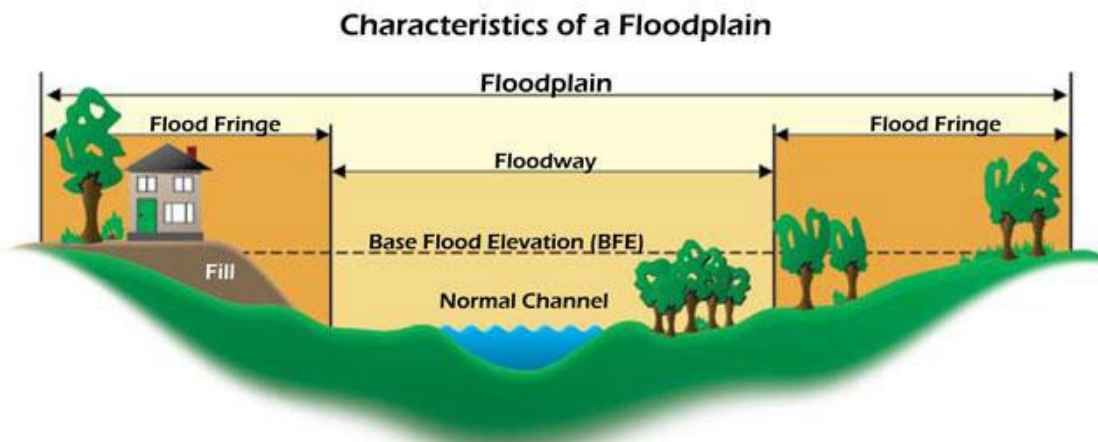 Characteristics of a Floodplain
Floodplain
Flood Fringe
Flood Fringe
Floodway
Base Flood Elevation (BFE)
Fill
Normal Channel